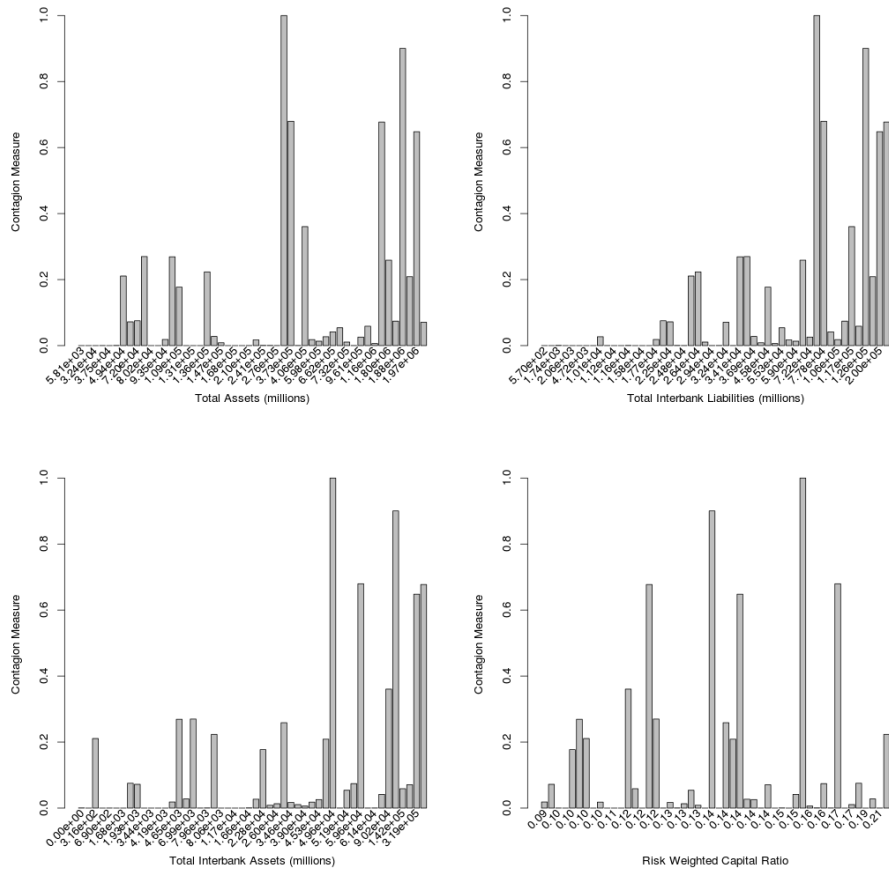 1.0
0.8
0.6
0.4
0.2
0.0
Contagion Measure
5.81e+03 3.24e+04 3.75e+04 4.94e+04 7.20e+04 8.02e+04 9.35e+04 1.09e+05 1.31e+05 1.36e+05 1.47e+05 1.68e+05 2.10e+05 2.41e+05 2.76e+05 3.73e+05 4.06e+05 5.98e+05 6.62e+05 7.32e+05 9.61e+05 1.16e+06 1.80e+06 1.88e+06 1.97e+06
Total Assets (millions)
1.0
0.8
0.6
0.4
0.2
0.0
Contagion Measure
5.70e+02 1.74e+03 2.06e+03 4.72e+03 1.01e+04 1.12e+04 1.16e+04 1.58e+04 1.77e+04 2.25e+04 2.48e+04 2.64e+04 2.94e+04 3.24e+04 3.41e+04 3.69e+04 4.58e+04 5.53e+04 5.90e+04 7.22e+04 7.78e+04 1.06e+05 1.17e+05 1.26e+05 2.00e+05
Total Interbank Liabilities (millions)
1.0
0.8
0.6
0.4
0.2
0.0
Contagion Measure
0.00e+00 3.16e+02 6.90e+02 1.68e+03 1.93e+03 3.44e+03 4.19e+03 4.65e+03 6.99e+03 7.96e+03 8.06e+03 1.17e+04 1.66e+04 2.28e+04 2.60e+04 3.46e+04 3.90e+04 4.53e+04 4.96e+04 5.19e+04 5.96e+04 6.14e+04 9.02e+04 1.42e+05 3.19e+05
Total Interbank Assets (millions)
1.0
0.8
0.6
0.4
0.2
0.0
Contagion Measure
0.09 0.10 0.10 0.10 0.10 0.11 0.12 0.12 0.12 0.13 0.13 0.13 0.14 0.14 0.14 0.14 0.14 0.15 0.15 0.16 0.16 0.17 0.17 0.19 0.21
Risk Weighted Capital Ratio